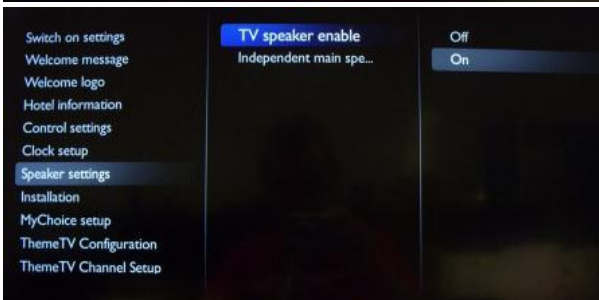 Switch on settings
Welcome message
Welcome logo
Hotel information
Control settings
Clock setup
Speaker settings
Installation
MyChoice setup
ThemeTV Configuration
ThemeTV Channel Setup
TV speaker enable
Independent main spe...
Off
On